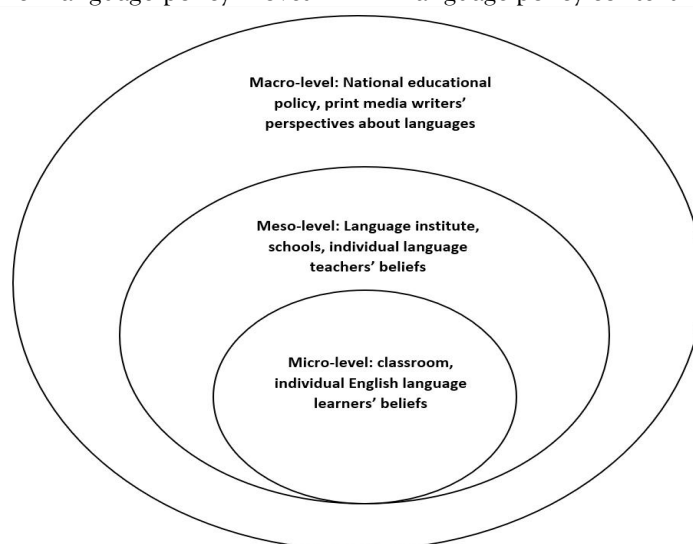 Macro-level: National educational
policy, print media writers’
perspectives about languages
Meso-level: Language institute,
schools, individual language
teachers’ beliefs
Micro-level: classroom,
individual English language
learners’ beliefs